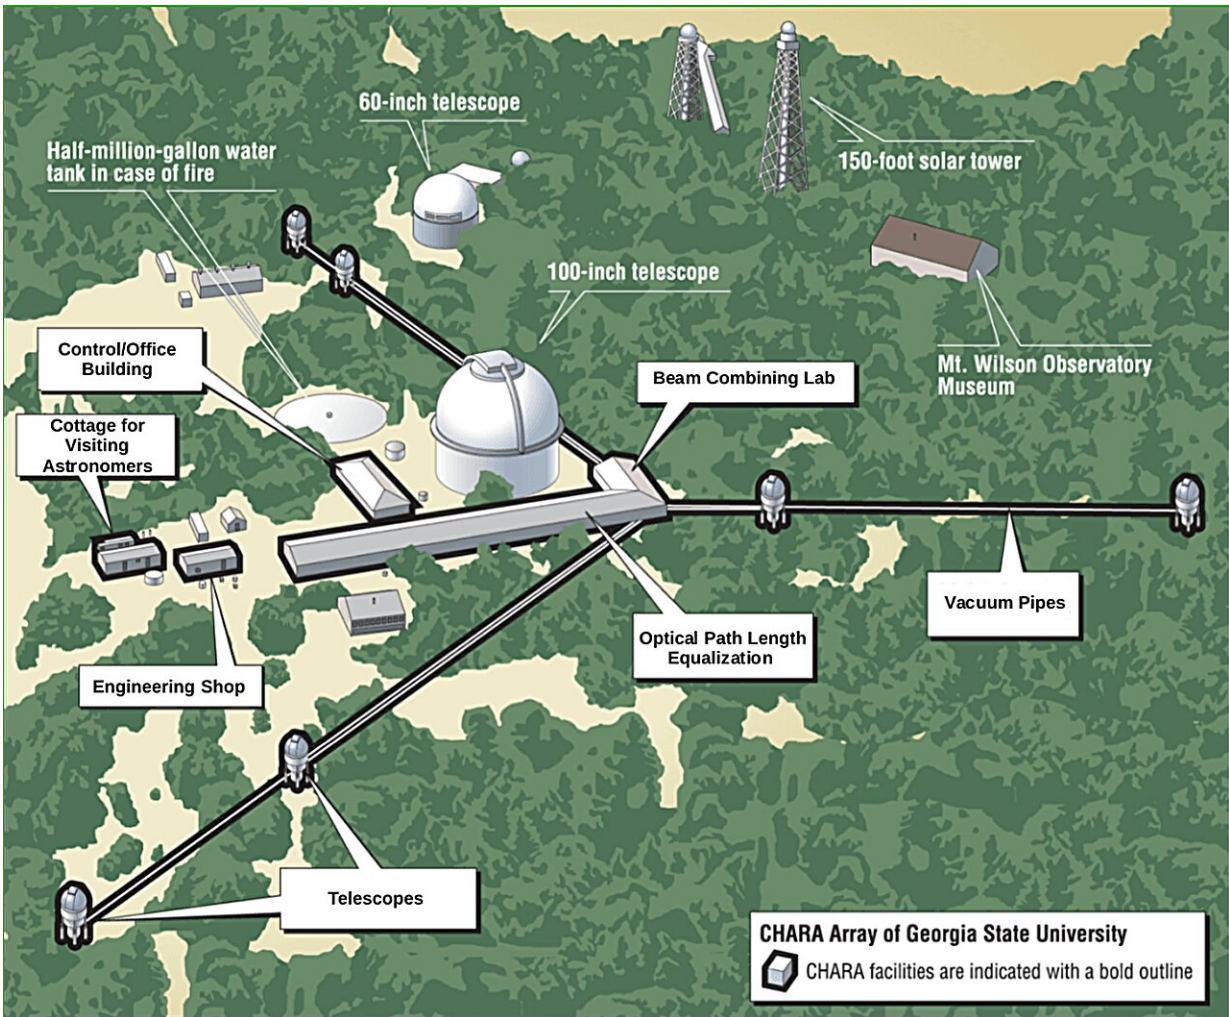 60-inch telescope
Half-million-gallon water
tank in case of fire
150-foot solar tower
100-inch telescope
Control/Office
Building
Beam Combining Lab
Mt. Wilson Observatory
Museum
Cottage for
Visiting
Astronomers
Vacuum Pipes
Optical Path Length
Equalization
Engineering Shop
Telescopes
CHARA Array of Georgia State University
CHARA facilities are indicated with a bold outline